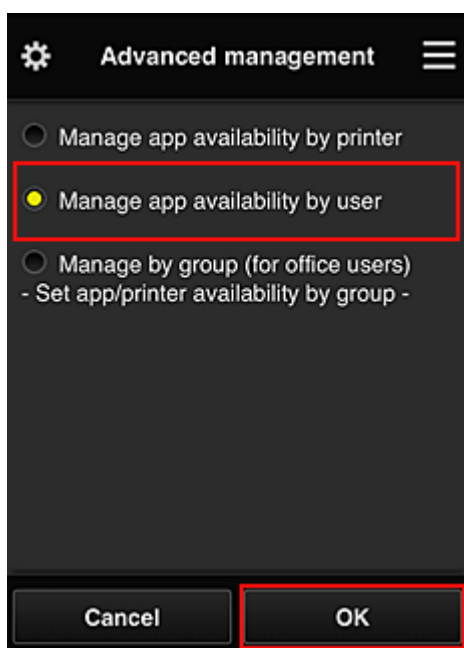 Advanced management
Manage app availability by printer
Manage app availability by user
Manage by group (for office users)
- Set app/printer availability by group -
Cancel
OK